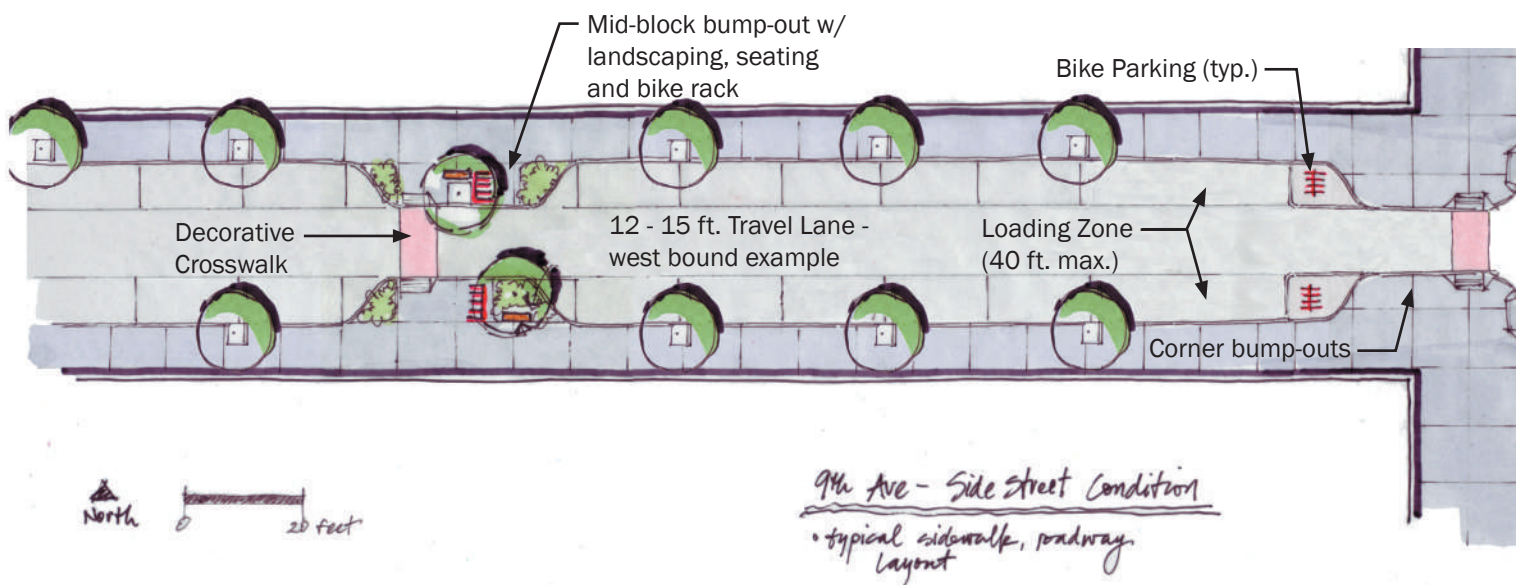 Mid-block bump-out w/
landscaping, seating
and bike rack
Bike Parking (typ.)
Decorative
Crosswalk
12 - 15 ft. Travel Lane -
west bound example
Loading Zone
(40 ft. max.)
Corner bump-outs
North
0 20 feet
9th Ave - Side Street Condition
• typical sidewalk, roadway
layout